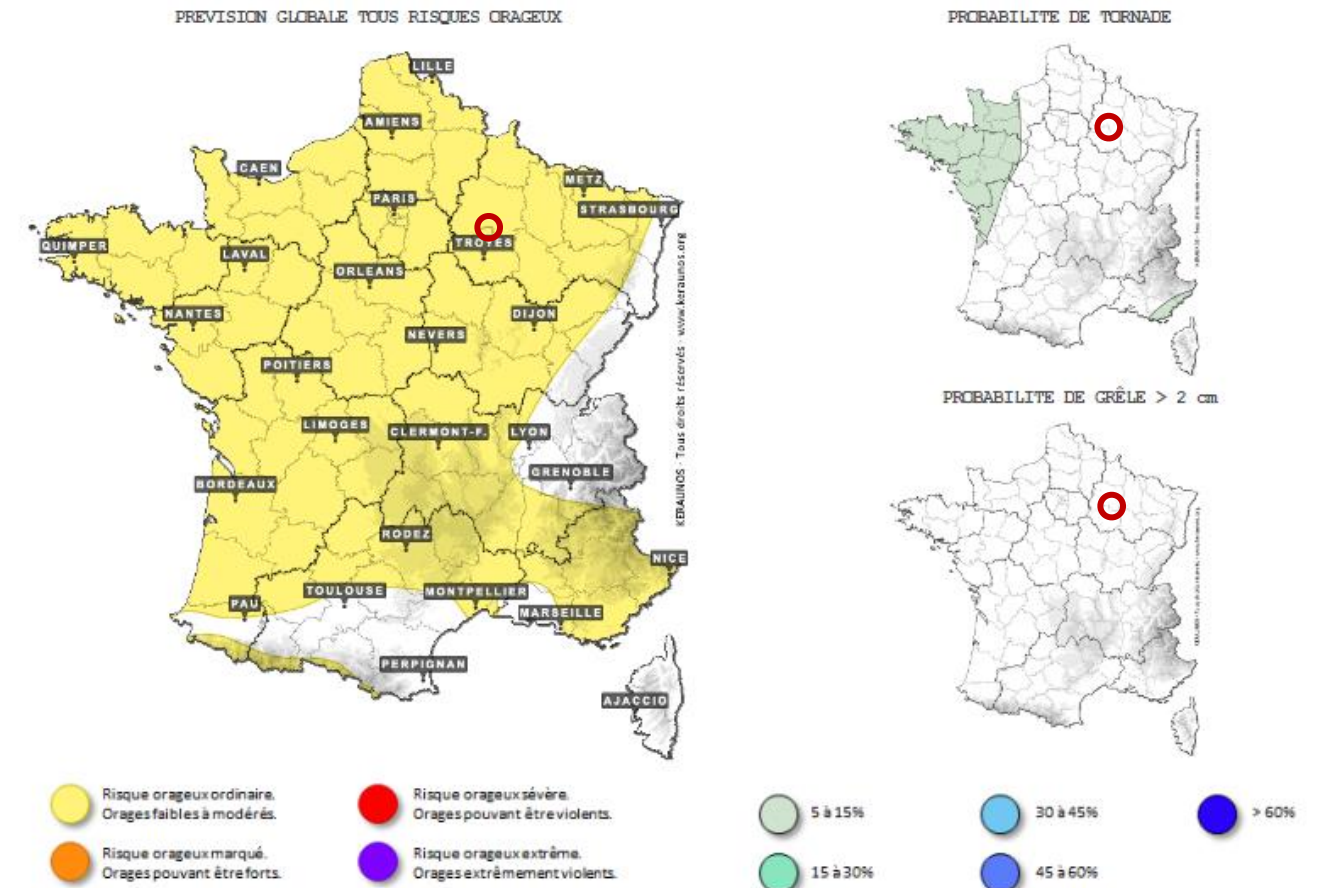 PREVISION GLOBALE TOUS RISQUES ORAGEUX
LILLE
AMIENS
CAEN
PARIS
METZ
STRASBOURG
QUIMPER
LAVAL
TROYES
ORLEANS
NANTES
NEVERS
DIJON
POITIERS
LIMOGES
CLERMONT-F.
LYON
GRENOBLE
BORDEAUX
RODEZ
NICE
PAU
TOULOUSE
MONTPELLIER
MARSEILLE
PERPIGNAN
AJACCIO
KERAUNOS - Tous droits réservés - www.keraunos.org
Risque orageux ordinaire.
Orages faibles à modérés.
Risque orageux marqué.
Orages pouvant être forts.
Risque orageux sévère.
Orages pouvant être violents.
Risque orageux extrême.
Orages extrêmement violents.
PROBABILITE DE TORNADE
PROBABILITE DE GRÊLE > 2 cm
5 à 15%
15 à 30%
30 à 45%
45 à 60%
> 60%